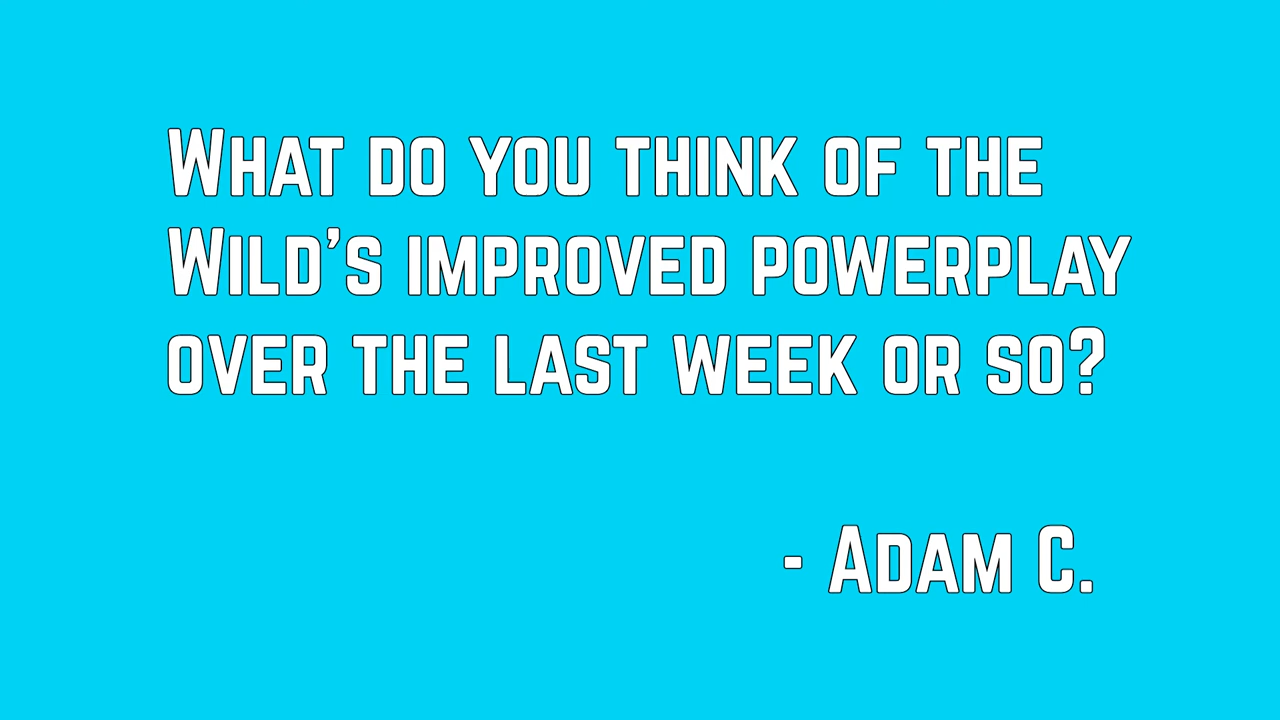 What do you think of the
Wild's improved powerplay
over the last week or so?
- Adam C.